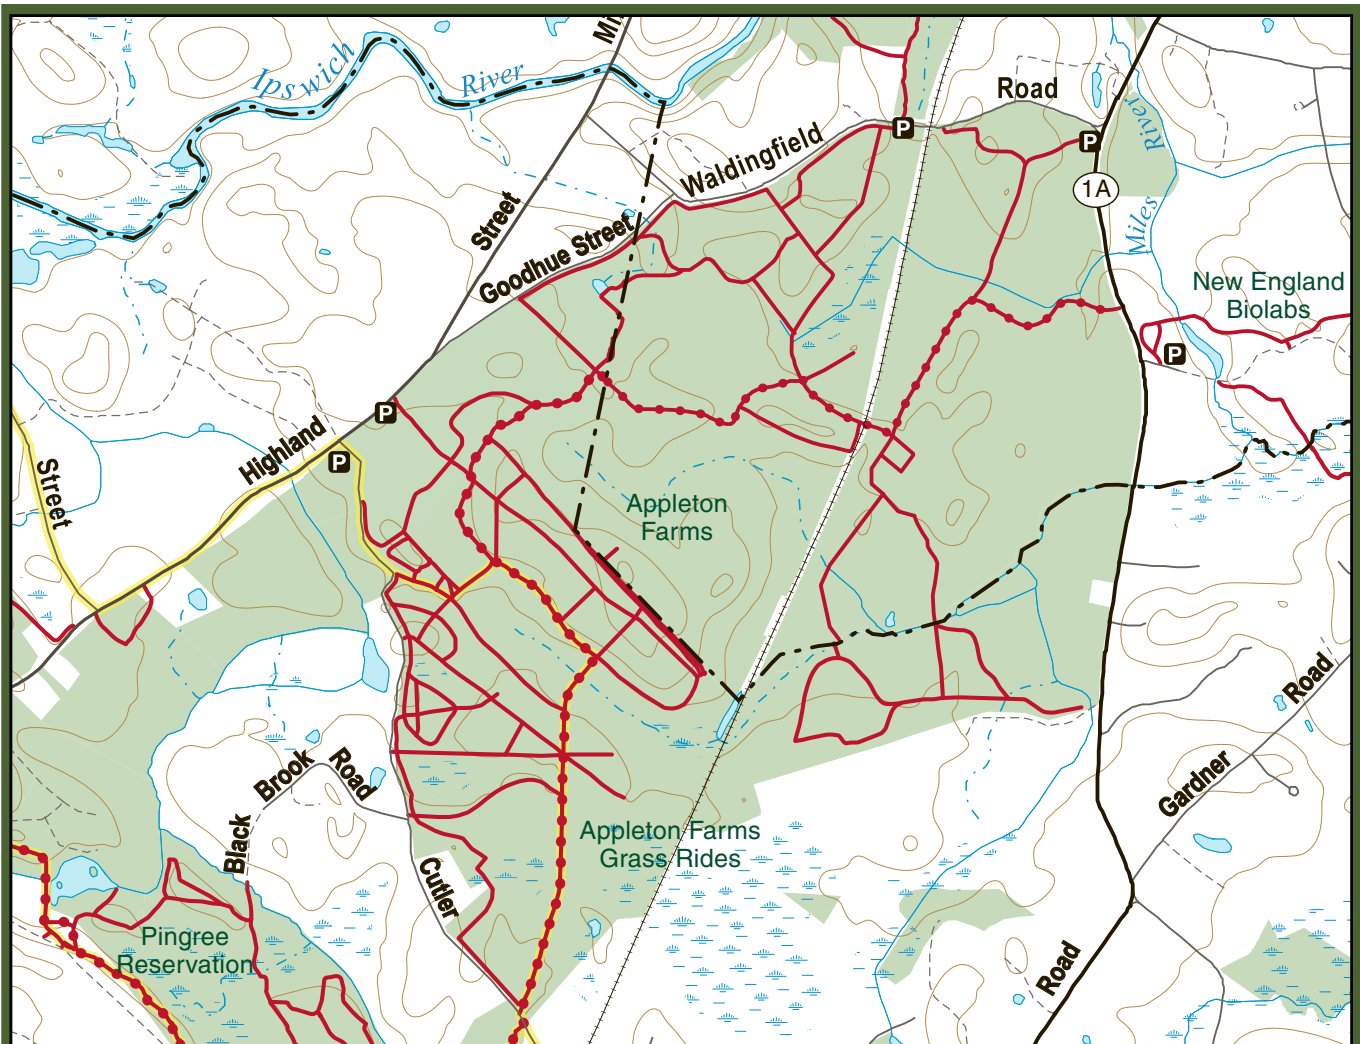 Ipswich
River
Road
P
P
Waldingfield
River
1A
Street
Miles
Goodhue Street
New England
Biolabs
P
P
Highland
P
Street
Appleton
Farms
Road
Brook
Road
Gardner
Black
Appleton Farms
Grass Rides
Cutler
Pingree
Reservation
Road